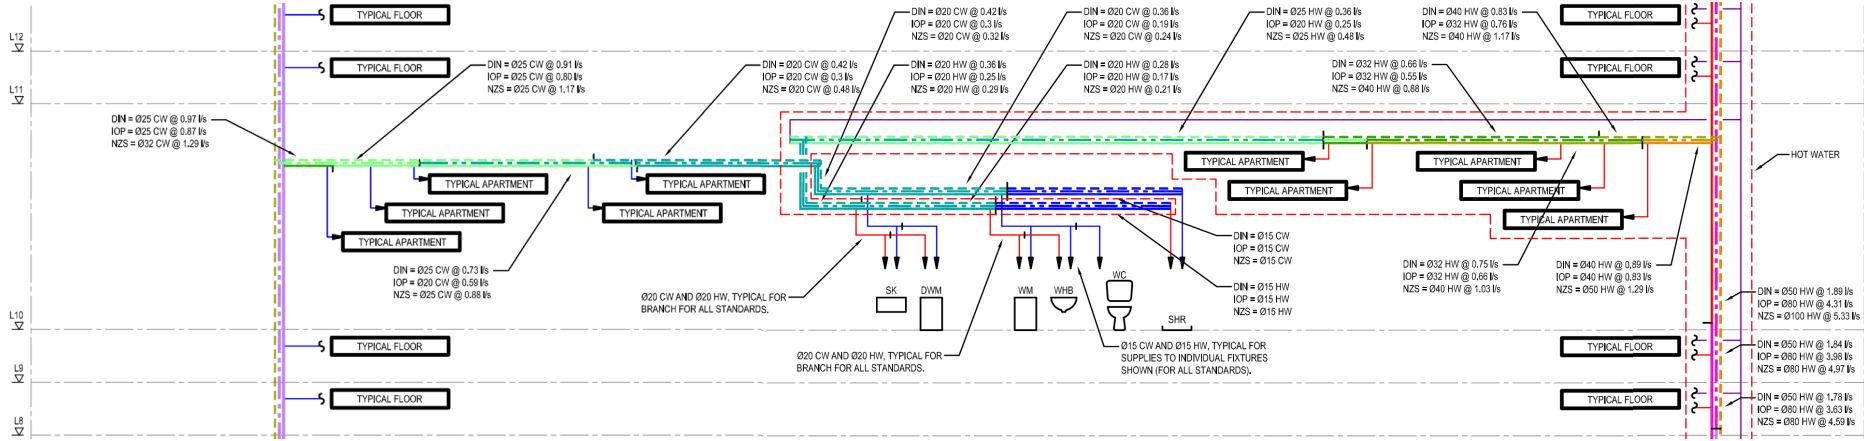 TYPICAL FLOOR
TYPICAL FLOOR
L12
L11
L10
L9
L8
DIN = Ø25 CW @ 0.97 l/s
IOP = Ø25 CW @ 0.87 l/s
NZS = Ø32 CW @ 1.29 l/s
DIN = Ø25 CW @ 0.91 l/s
IOP = Ø25 CW @ 0.80 l/s
NZS = Ø25 CW @ 1.17 l/s
DIN = Ø20 CW @ 0.42 l/s
IOP = Ø20 CW @ 0.3 l/s
NZS = Ø20 CW @ 0.48 l/s
DIN = Ø20 CW @ 0.42 l/s
IOP = Ø20 CW @ 0.3 l/s
NZS = Ø20 CW @ 0.32 l/s
DIN = Ø20 HW @ 0.36 l/s
IOP = Ø20 HW @ 0.25 l/s
NZS = Ø20 HW @ 0.29 l/s
DIN = Ø20 CW @ 0.36 l/s
IOP = Ø20 CW @ 0.19 l/s
NZS = Ø20 CW @ 0.24 l/s
DIN = Ø20 HW @ 0.28 l/s
IOP = Ø20 HW @ 0.17 l/s
NZS = Ø20 HW @ 0.21 l/s
DIN = Ø25 HW @ 0.36 l/s
IOP = Ø20 HW @ 0.25 l/s
NZS = Ø25 HW @ 0.48 l/s
DIN = Ø32 HW @ 0.66 l/s
IOP = Ø32 HW @ 0.55 l/s
NZS = Ø40 HW @ 0.88 l/s
DIN = Ø40 HW @ 0.83 l/s
IOP = Ø32 HW @ 0.76 l/s
NZS = Ø40 HW @ 1.17 l/s
TYPICAL FLOOR
TYPICAL FLOOR
HOT WATER
TYPICAL APARTMENT
TYPICAL APARTMENT
TYPICAL APARTMENT
TYPICAL APARTMENT
TYPICAL APARTMENT
TYPICAL APARTMENT
TYPICAL APARTMENT
TYPICAL APARTMENT
TYPICAL APARTMENT
TYPICAL APARTMENT
DIN = Ø25 CW @ 0.73 l/s
IOP = Ø20 CW @ 0.59 l/s
NZS = Ø25 CW @ 0.88 l/s
Ø20 CW AND Ø20 HW, TYPICAL FOR
BRANCH FOR ALL STANDARDS.
SK
DWM
WM
WHB
WC
SHR
DIN = Ø15 CW
IOP = Ø15 CW
NZS = Ø15 CW
DIN = Ø15 HW
IOP = Ø15 HW
NZS = Ø15 HW
Ø20 CW AND Ø20 HW, TYPICAL FOR
BRANCH FOR ALL STANDARDS.
Ø15 CW AND Ø15 HW, TYPICAL FOR
SUPPLIES TO INDIVIDUAL FIXTURES
SHOWN (FOR ALL STANDARDS).
DIN = Ø32 HW @ 0.75 l/s
IOP = Ø32 HW @ 0.66 l/s
NZS = Ø40 HW @ 1.03 l/s
DIN = Ø40 HW @ 0.89 l/s
IOP = Ø40 HW @ 0.83 l/s
NZS = Ø50 HW @ 1.29 l/s
DIN = Ø50 HW @ 1.89 l/s
IOP = Ø80 HW @ 4.31 l/s
NZS = Ø100 HW @ 5.33 l/s
DIN = Ø50 HW @ 1.84 l/s
IOP = Ø80 HW @ 3.98 l/s
NZS = Ø80 HW @ 4.97 l/s
DIN = Ø50 HW @ 1.78 l/s
IOP = Ø80 HW @ 3.63 l/s
NZS = Ø80 HW @ 4.59 l/s
TYPICAL FLOOR
TYPICAL FLOOR
TYPICAL FLOOR
TYPICAL FLOOR